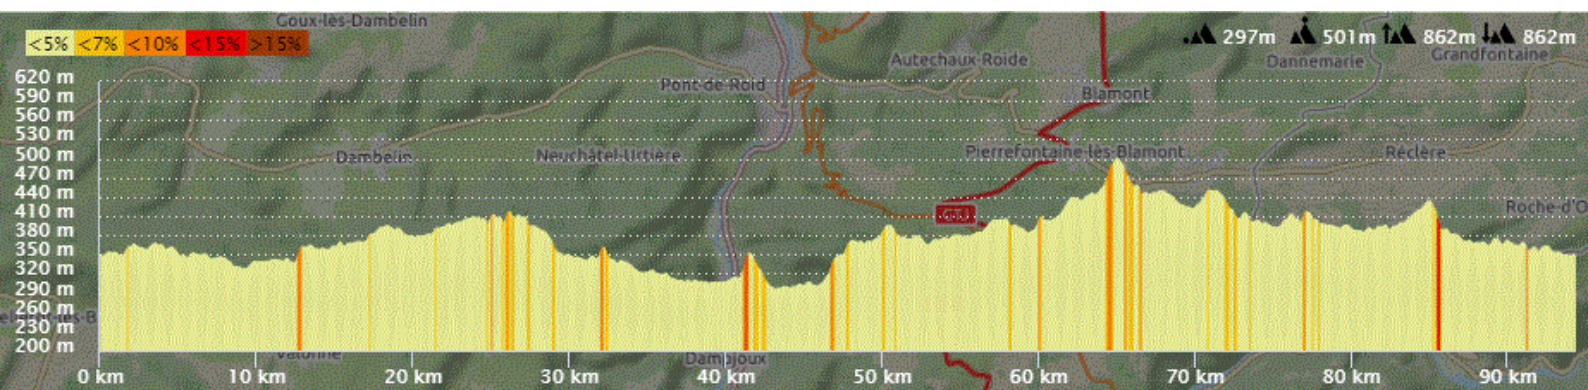 Goux-lès-Dambelin
<5% <7% <10% <15% >15%
297m 501m 862m 862m
Grandfontaine
Autechaux-Roide
Dannemarie
620 m
Pont-de-Roid
590 m
Blamont
560 m
530 m
500 m
Dambelin
Neuchâtel-Urtière
Pierrefontaine-lès-Blamont
Réclère
470 m
440 m
410 m
Roche-d'O
380 m
350 m
320 m
290 m
260 m
230 m
200 m
Valonne
Dampjoux
0 km 10 km 20 km 30 km 40 km 50 km 60 km 70 km 80 km 90 km